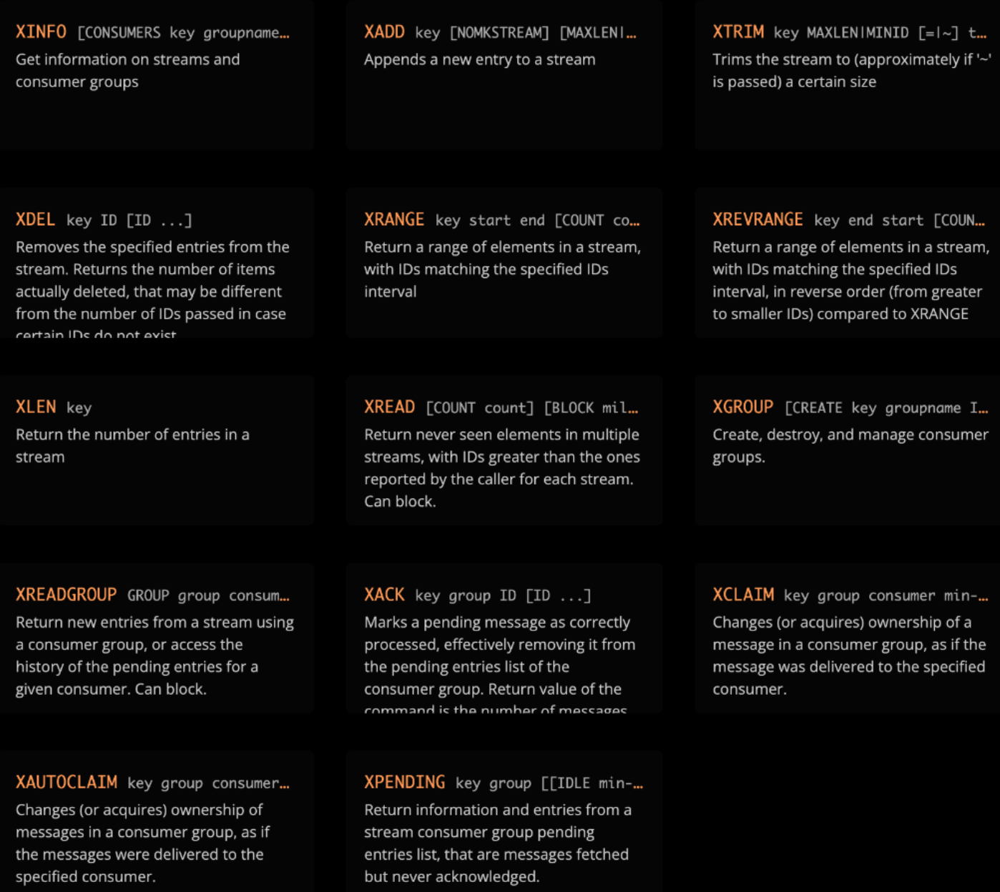 XINFO [CONSUMERS key groupname…
Get information on streams and
consumer groups
XADD key [NOMKSTREAM] [MAXLEN|…
Appends a new entry to a stream
XTRIM key MAXLEN|MINID [=|~] t…
Trims the stream to (approximately if '~'
is passed) a certain size
XDEL key ID [ID ...]
Removes the specified entries from the
stream. Returns the number of items
actually deleted, that may be different
from the number of IDs passed in case
certain IDs do not exist.
XRANGE key start end [COUNT co…
Return a range of elements in a stream,
with IDs matching the specified IDs
interval
XREVRANGE key end start [COUN…
Return a range of elements in a stream,
with IDs matching the specified IDs
interval, in reverse order (from greater
to smaller IDs) compared to XRANGE
XLEN key
Return the number of entries in a
stream
XREAD [COUNT count] [BLOCK mil…
Return never seen elements in multiple
streams, with IDs greater than the ones
reported by the caller for each stream.
Can block.
XGROUP [CREATE key groupname I…
Create, destroy, and manage consumer
groups.
XREADGROUP GROUP group consum…
Return new entries from a stream using
a consumer group, or access the
history of the pending entries for a
given consumer. Can block.
XACK key group ID [ID ...]
Marks a pending message as correctly
processed, effectively removing it from
the pending entries list of the
consumer group. Return value of the
command is the number of messages
XCLAIM key group consumer min-…
Changes (or acquires) ownership of a
message in a consumer group, as if the
message was delivered to the specified
consumer.
XAUTOCLAIM key group consumer…
Changes (or acquires) ownership of
messages in a consumer group, as if
the messages were delivered to the
specified consumer.
XPENDING key group [[IDLE min-…
Return information and entries from a
stream consumer group pending
entries list, that are messages fetched
but never acknowledged.